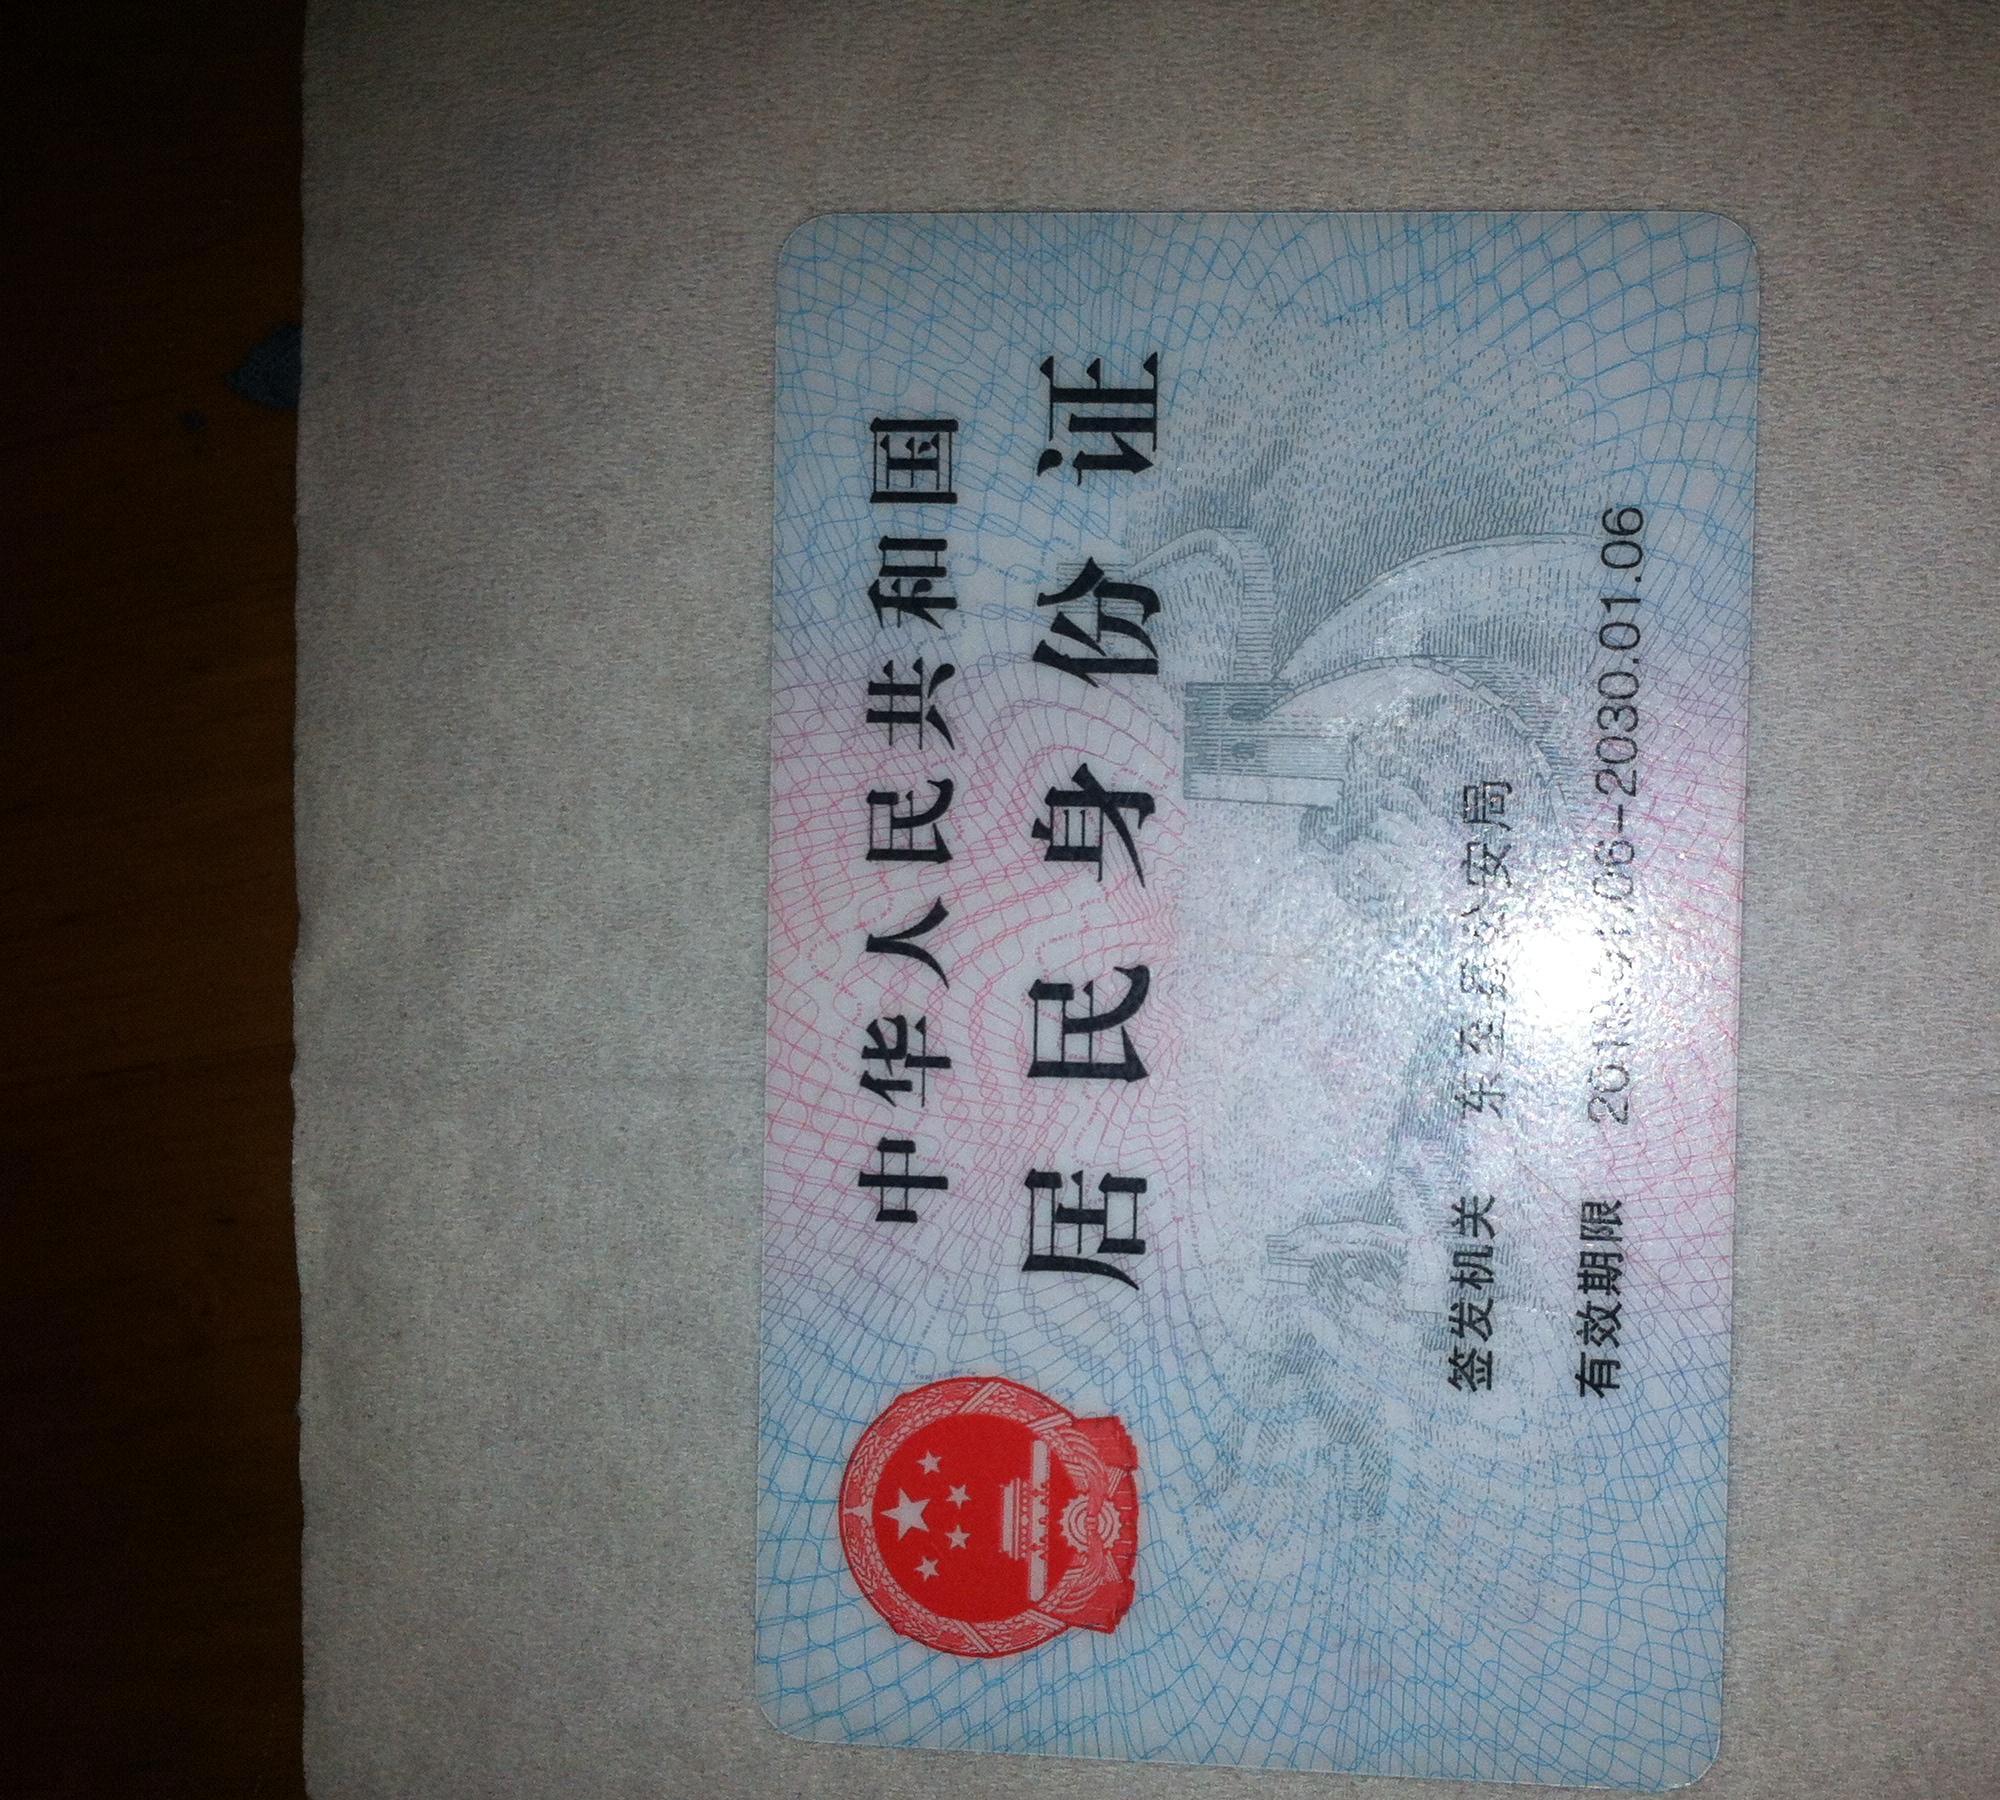 中华人民共和国
居民身份证
签发机关 东至县公安局
有效期限 -2030.01.06